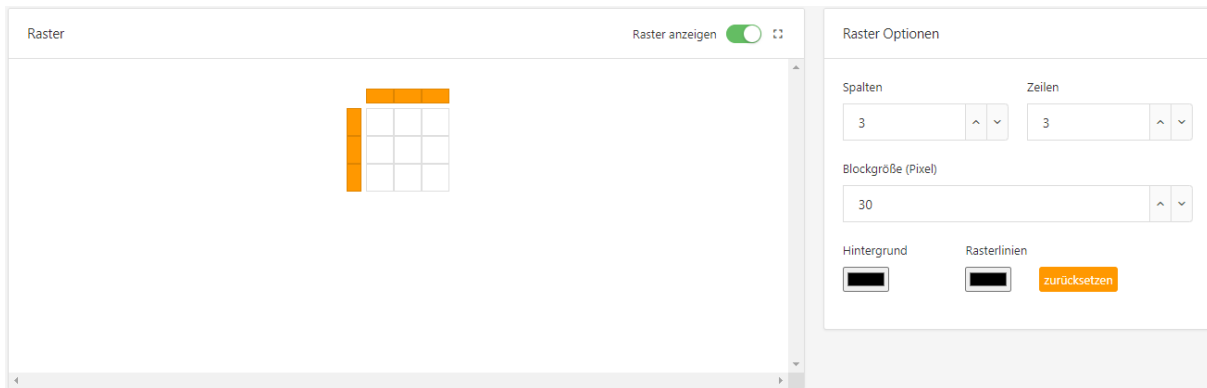 Raster
Raster anzeigen
Raster Optionen
Spalten
Zeilen
3
3
Blockgröße (Pixel)
30
Hintergrund
Rasterlinien
zurücksetzen